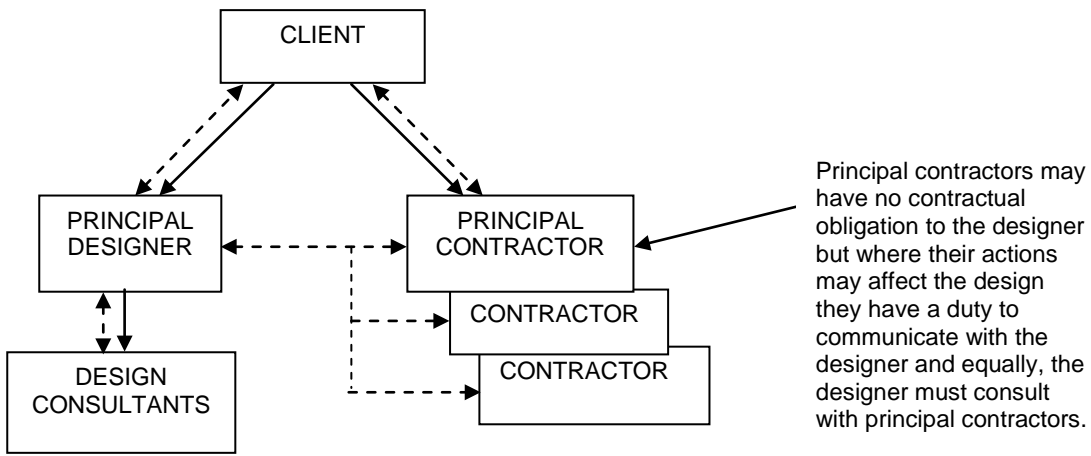 CLIENT
PRINCIPAL
DESIGNER
PRINCIPAL
CONTRACTOR
CONTRACTOR
CONTRACTOR
DESIGN
CONSULTANTS
Principal contractors may
have no contractual
obligation to the designer
but where their actions
may affect the design
they have a duty to
communicate with the
designer and equally, the
designer must consult
with principal contractors.